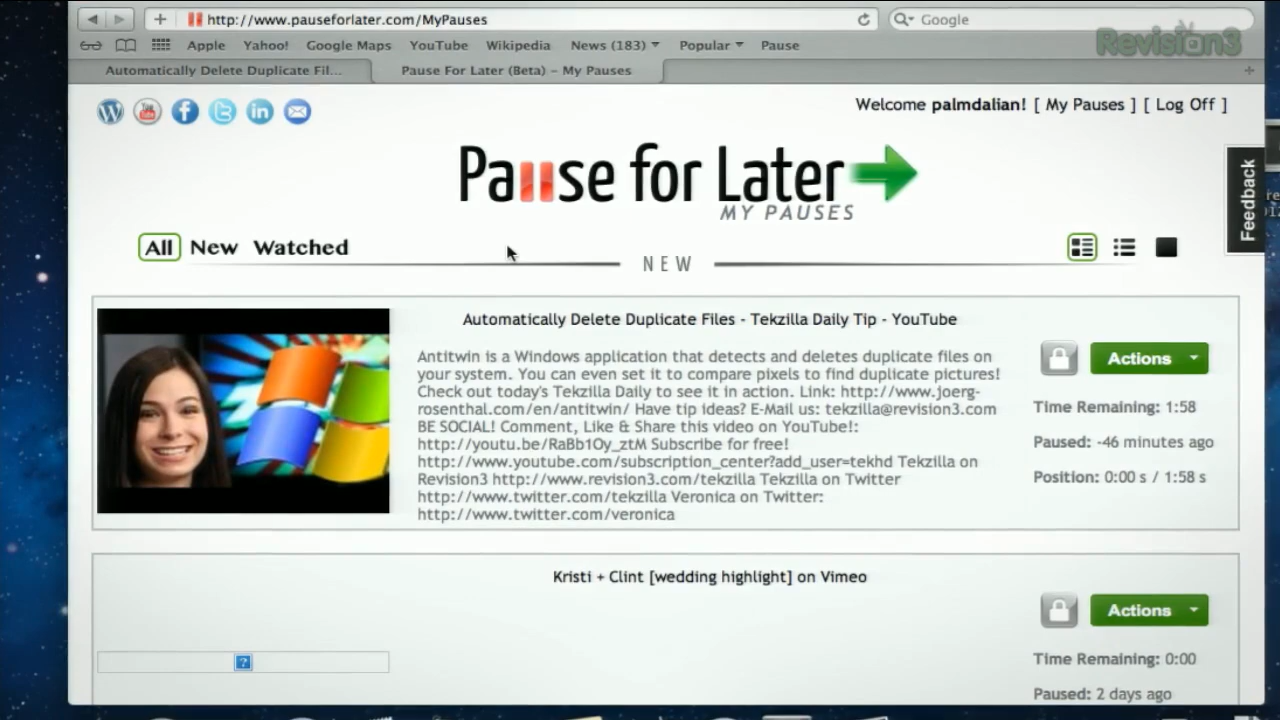 http://www.pauseforlater.com/MyPauses
Google
Revision3
Apple Yahoo! Google Maps YouTube Wikipedia News (183) Popular Pause
Automatically Delete Duplicate Fil...
Pause For Later (Beta) – My Pauses
Welcome palmdalian! [ My Pauses ] [ Log Off ]
Pause for Later
MY PAUSES
Feedback
All New Watched
NEW
Automatically Delete Duplicate Files - Tekzilla Daily Tip - YouTube
Antitwin is a Windows application that detects and deletes duplicate files on
your system. You can even set it to compare pixels to find duplicate pictures!
Check out today's Tekzilla Daily to see it in action. Link: http://www.joerg-
rosenthal.com/en/antitwin/ Have tip ideas? E-Mail us: tekzilla@revision3.com
BE SOCIAL! Comment, Like & Share this video on YouTube!:
http://youtu.be/RaBb1Oy_ztM Subscribe for free!
http://www.youtube.com/subscription_center?add_user=tekhd Tekzilla on
Revision3 http://www.revision3.com/tekzilla Tekzilla on Twitter
http://www.twitter.com/tekzilla Veronica on Twitter:
http://www.twitter.com/veronica
Actions
Time Remaining: 1:58
Paused: -46 minutes ago
Position: 0:00 s / 1:58 s
Kristi + Clint [wedding highlight] on Vimeo
Actions
Time Remaining: 0:00
Paused: 2 days ago